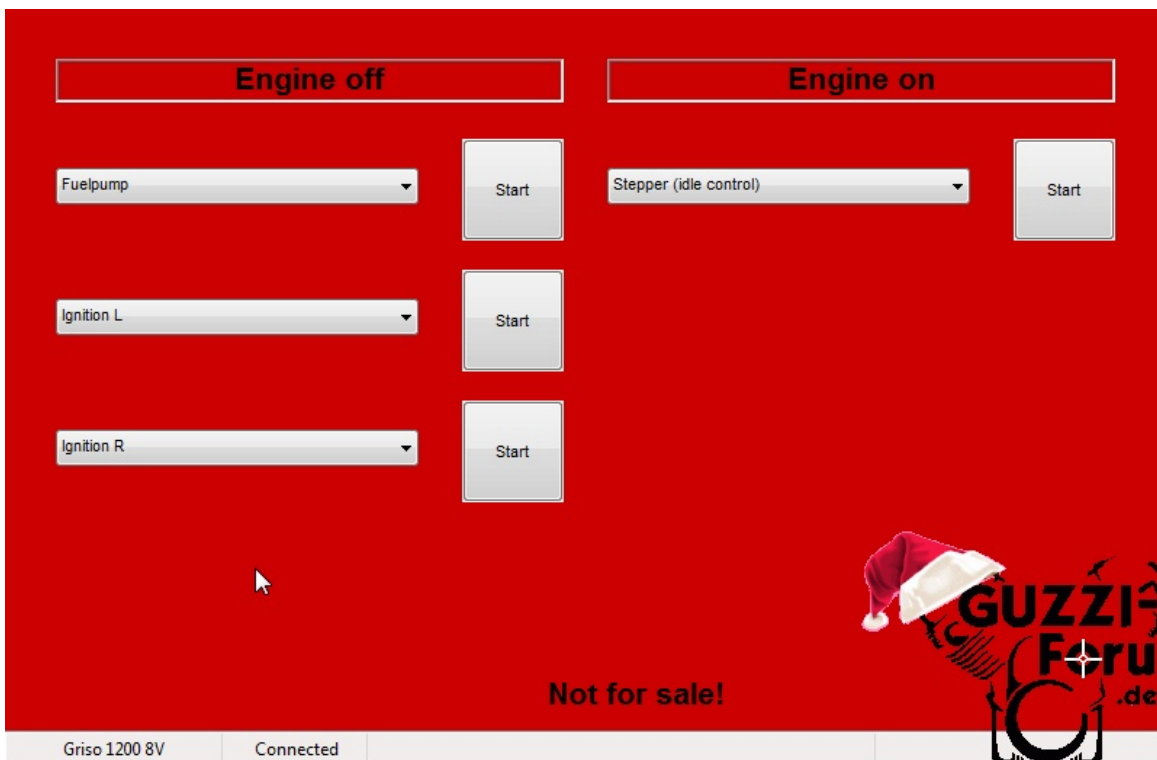 Engine off
Engine on
Fuelpump
Start
Stepper (idle control)
Start
Ignition L
Start
Ignition R
Start
GUZZI-
Foru
.de
Not for sale!
Griso 1200 8V
Connected